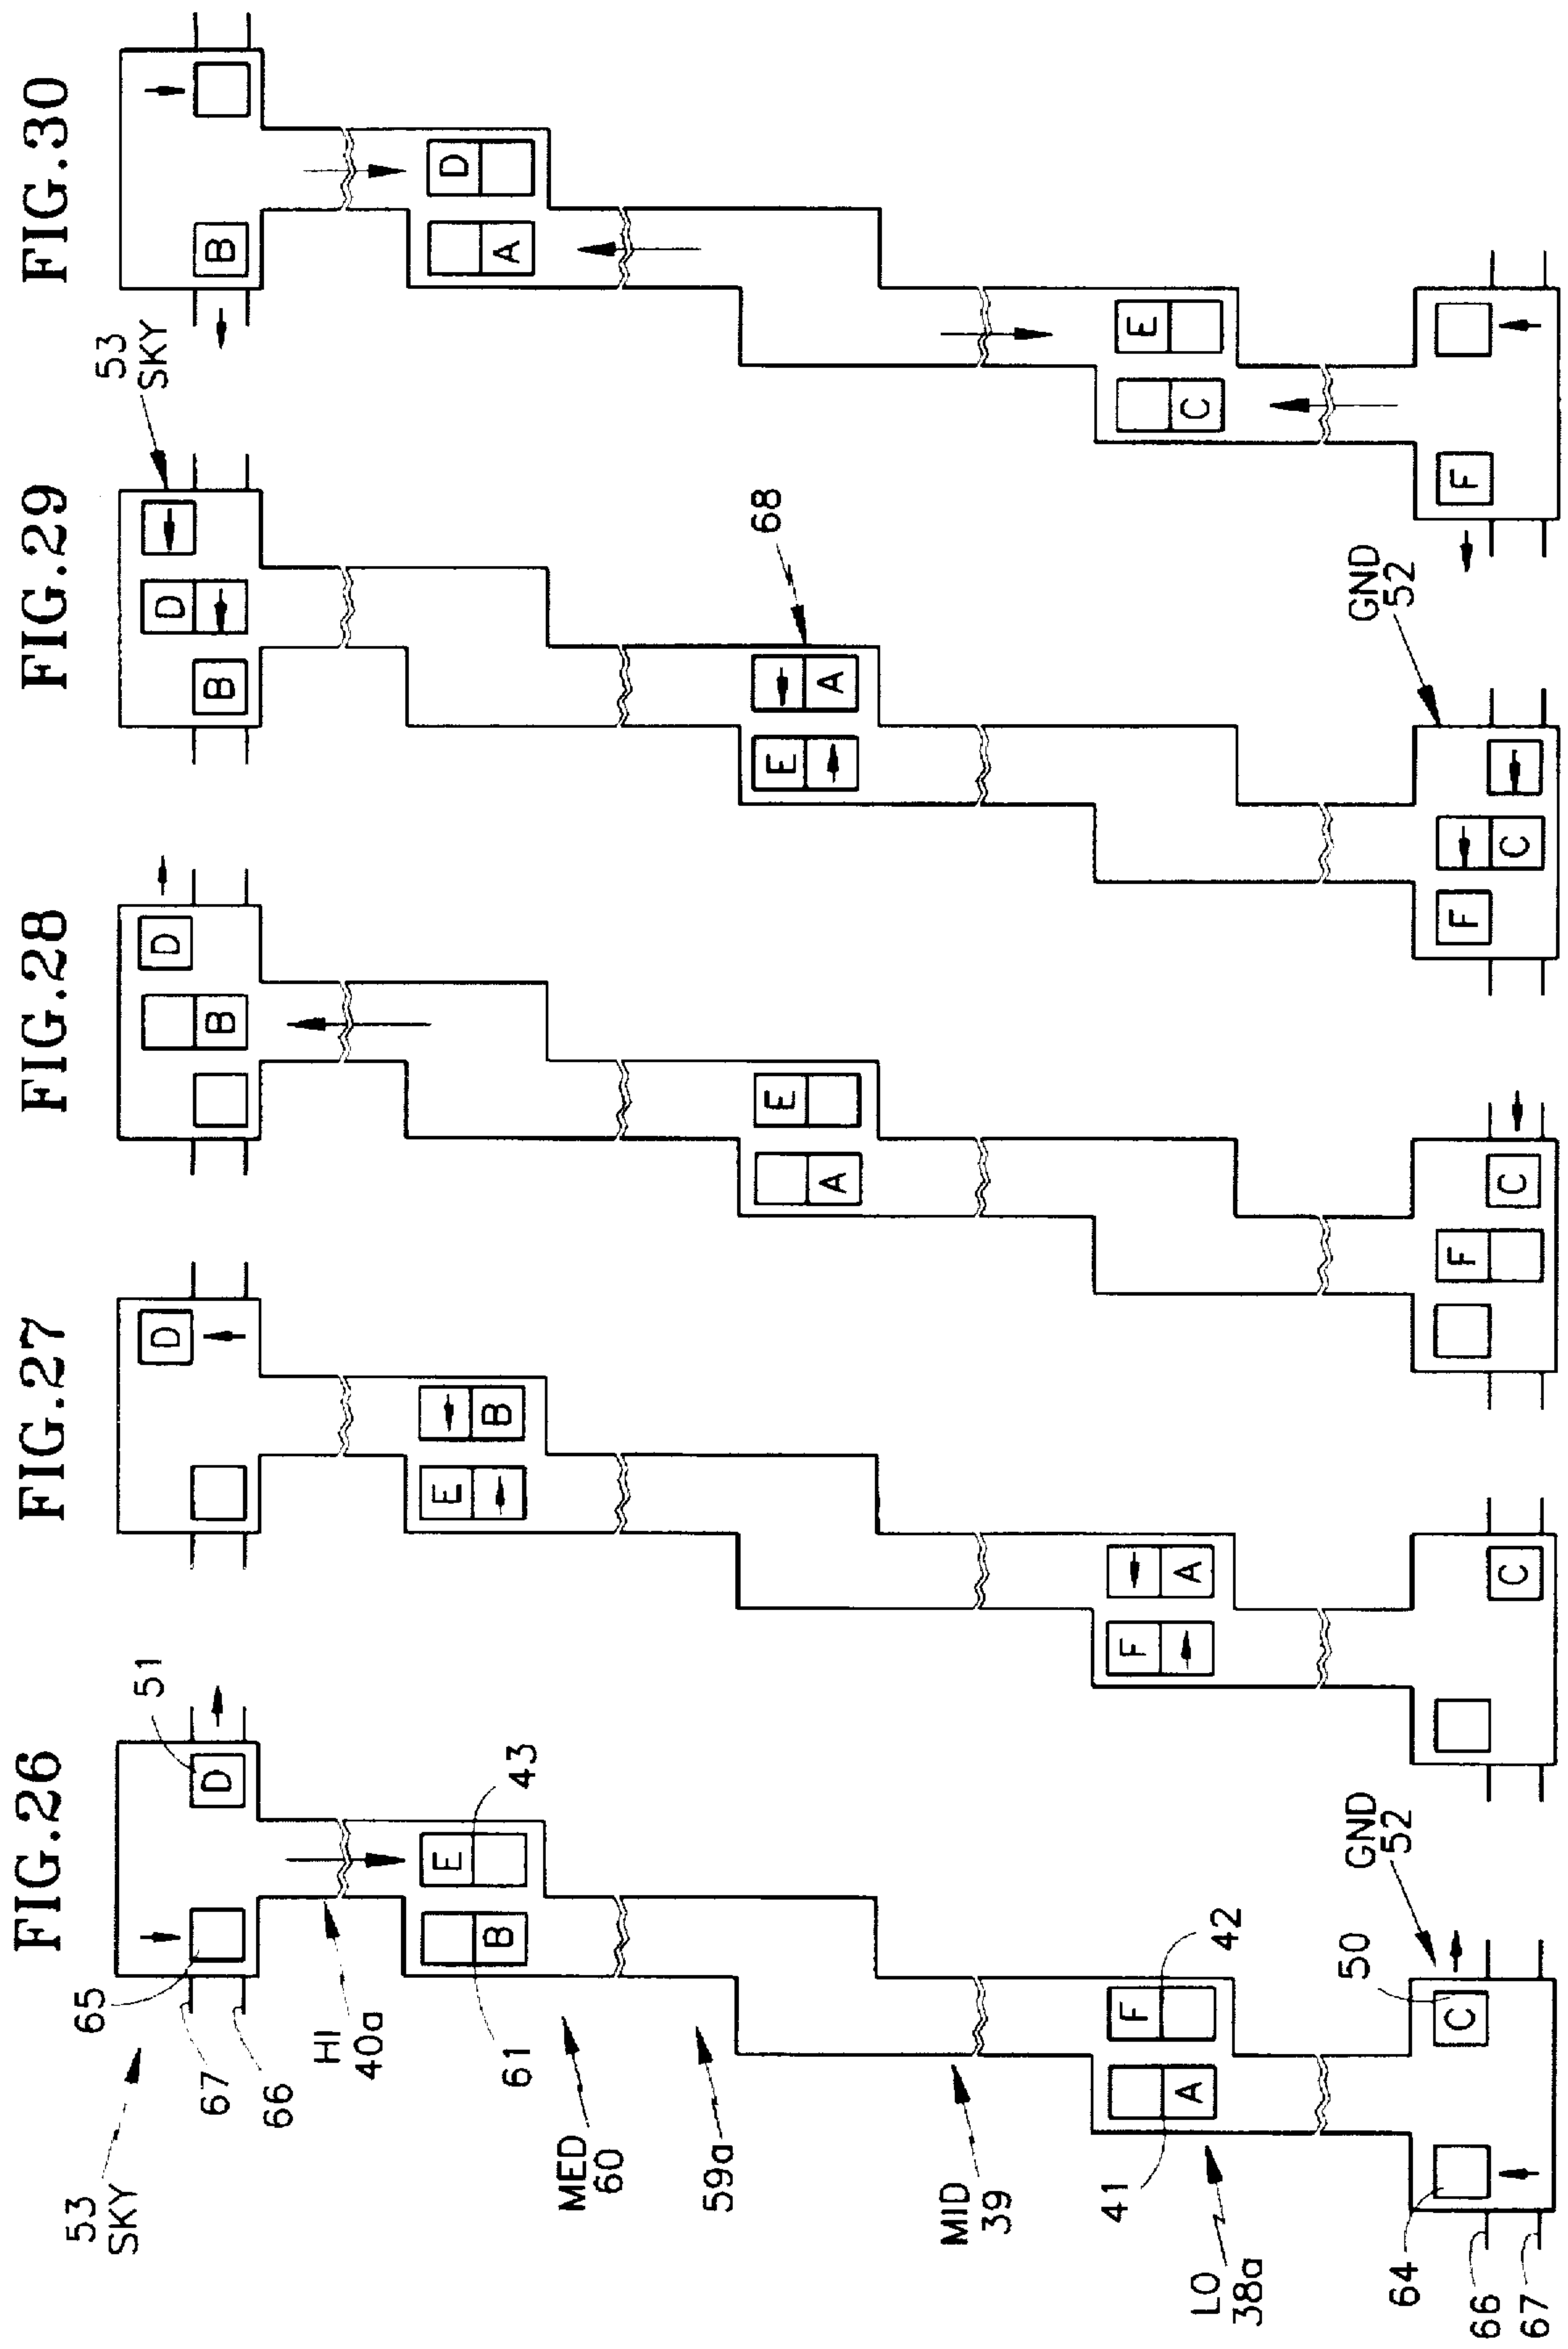 FIG.26
53
SKY
67
66
65
51
D
HI
40a
E
B
61
43
MED
60
59a
MID
39
F
A
41
42
LO
38a
64
66
67
C
50
GND
52
FIG.27
D
E
B
F
A
C
FIG.28
D
B
E
A
F
C
FIG.29
53
SKY
D
B
E
A
68
GND
52
F
C
FIG.30
B
D
A
E
C
F